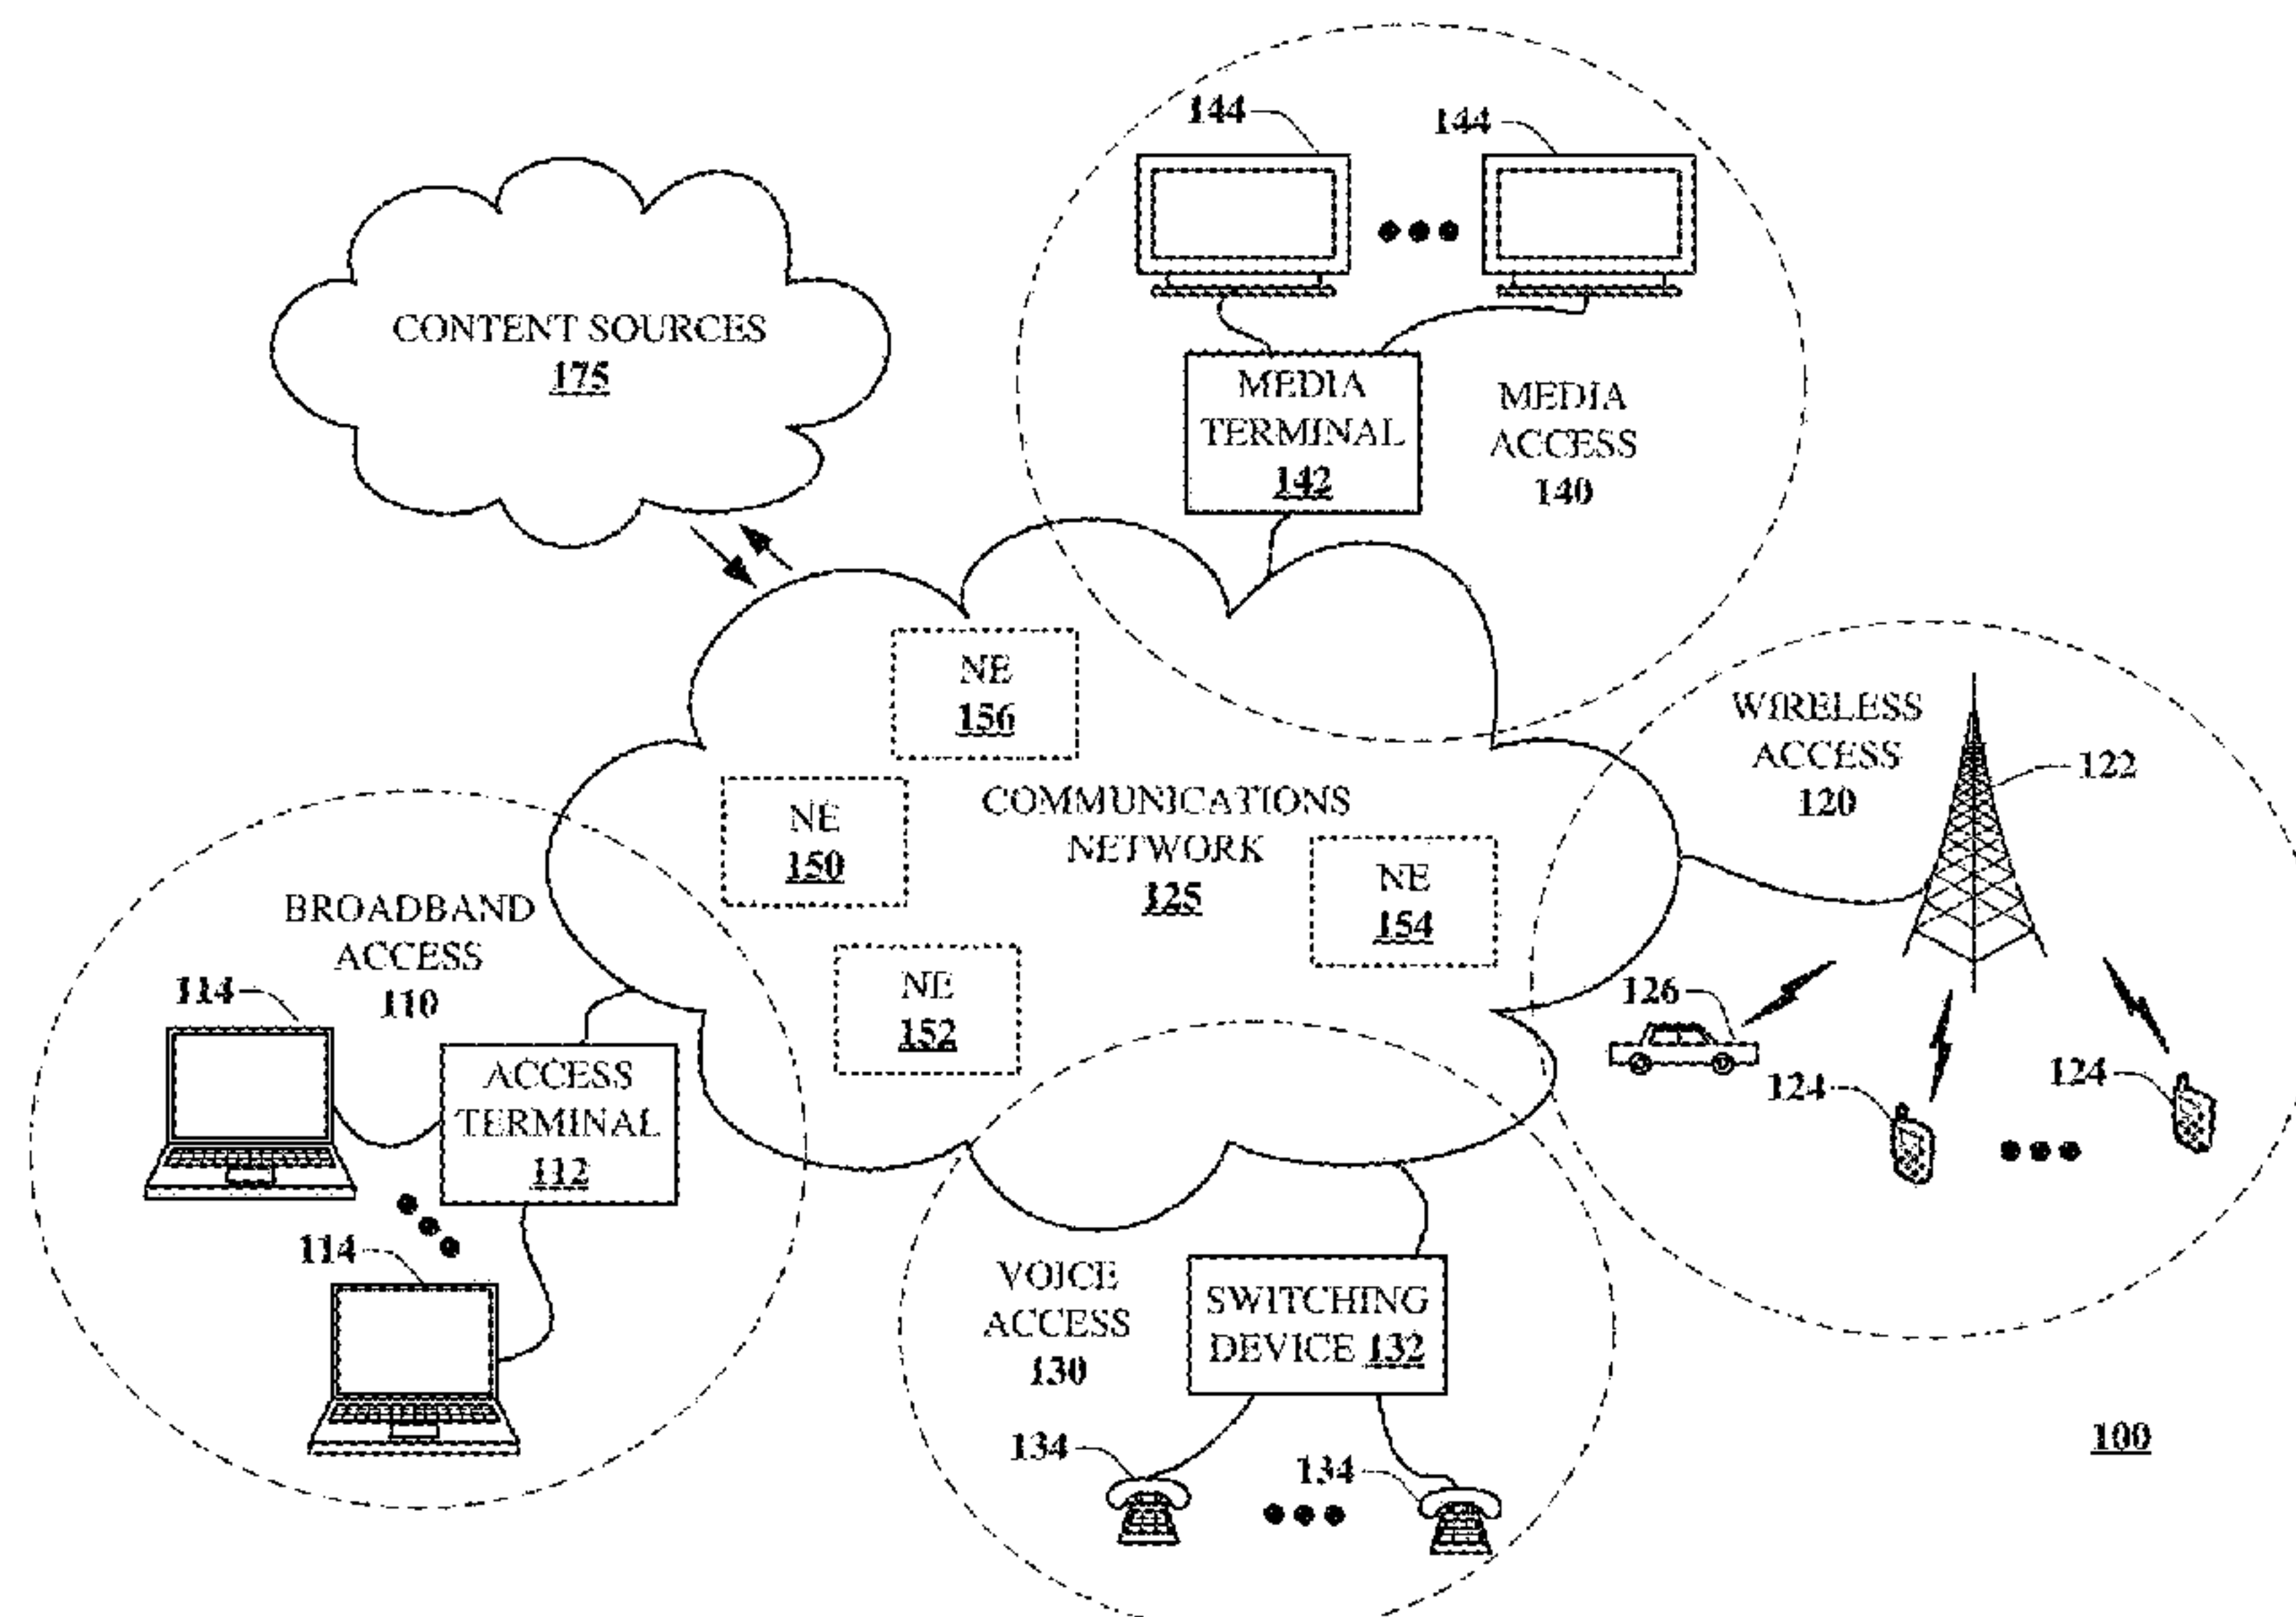 144
144
CONTENT SOURCES
175
MEDIA
TERMINAL
142
MEDIA
ACCESS
140
NE
156
WIRELESS
ACCESS
120
122
NE
150
COMMUNICATIONS
NETWORK
125
NE
154
BROADBAND
ACCESS
110
114
NE
152
126
ACCESS
TERMINAL
112
124
124
114
VOICE
ACCESS
130
SWITCHING
DEVICE 132
134
134
100